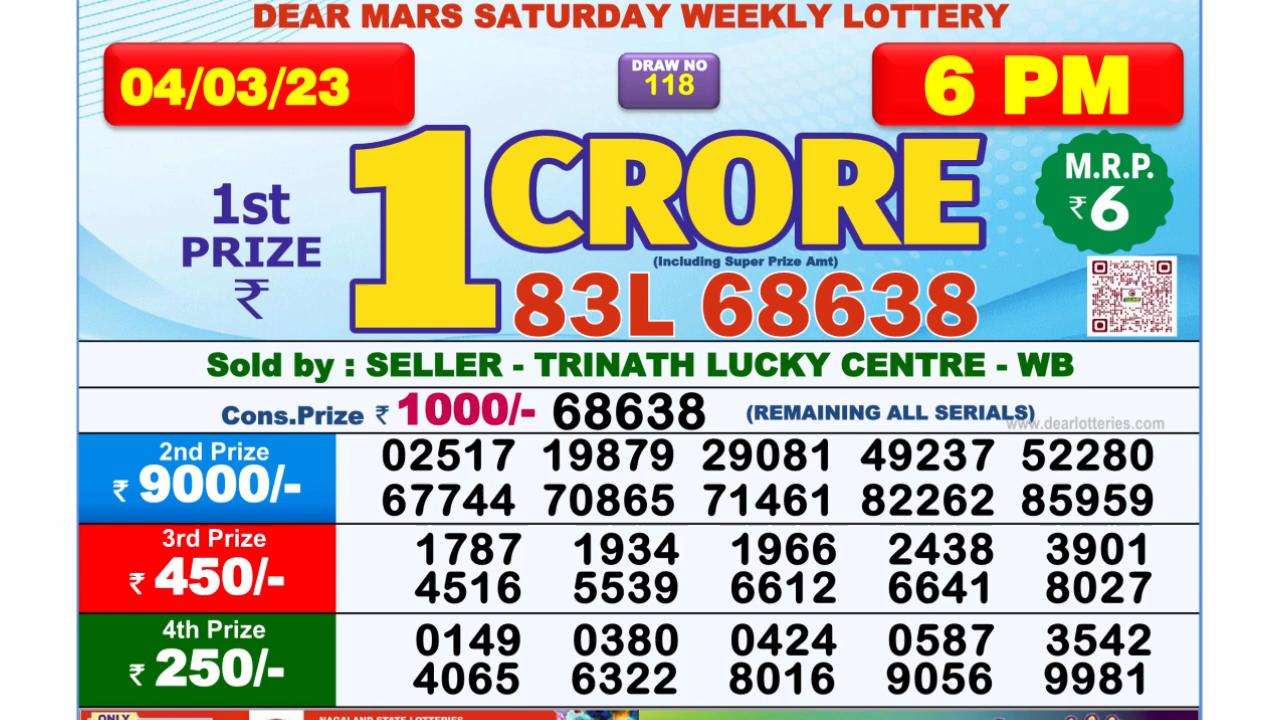 DEAR MARS SATURDAY WEEKLY LOTTERY
04/03/23
DRAW NO
118
6 PM
1st
PRIZE
₹
1 CRORE
(Including Super Prize Amt)
83L 68638
M.R.P.
₹6
Sold by : SELLER - TRINATH LUCKY CENTRE - WB
Cons.Prize ₹ 1000/- 68638 (REMAINING ALL SERIALS)
www.dearlotteries.com
2nd Prize
₹ 9000/-
02517 19879 29081 49237 52280
67744 70865 71461 82262 85959
3rd Prize
₹ 450/-
1787 1934 1966 2438 3901
4516 5539 6612 6641 8027
4th Prize
₹ 250/-
0149 0380 0424 0587 3542
4065 6322 8016 9056 9981
ONLY
NAGALAND STATE LOTTERIES